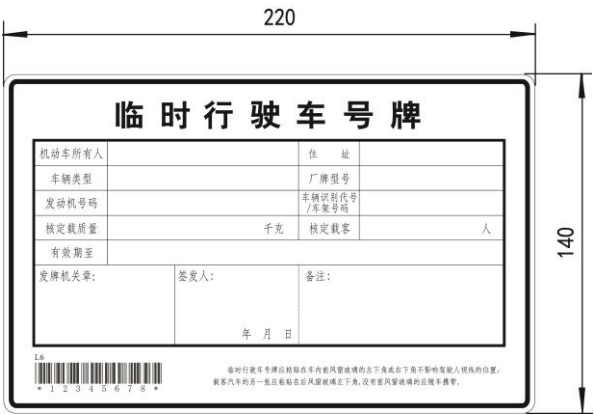 220
临时行驶车号牌
机动车所有人 住 址
车辆类型 厂牌型号
发动机号码 车辆识别代号
/车架号码
核定载质量 千克 核定载客 人
有效期至
发牌机关章: 签发人: 备注:
年 月 日
140
L6
*12345678*
临时行驶车号牌应粘贴在车内前风窗玻璃的左下角或右下角不影响驾驶人视线的位置,
载客汽车的另一张应粘贴在后风窗玻璃左下角,没有前风窗玻璃的应随车携带。